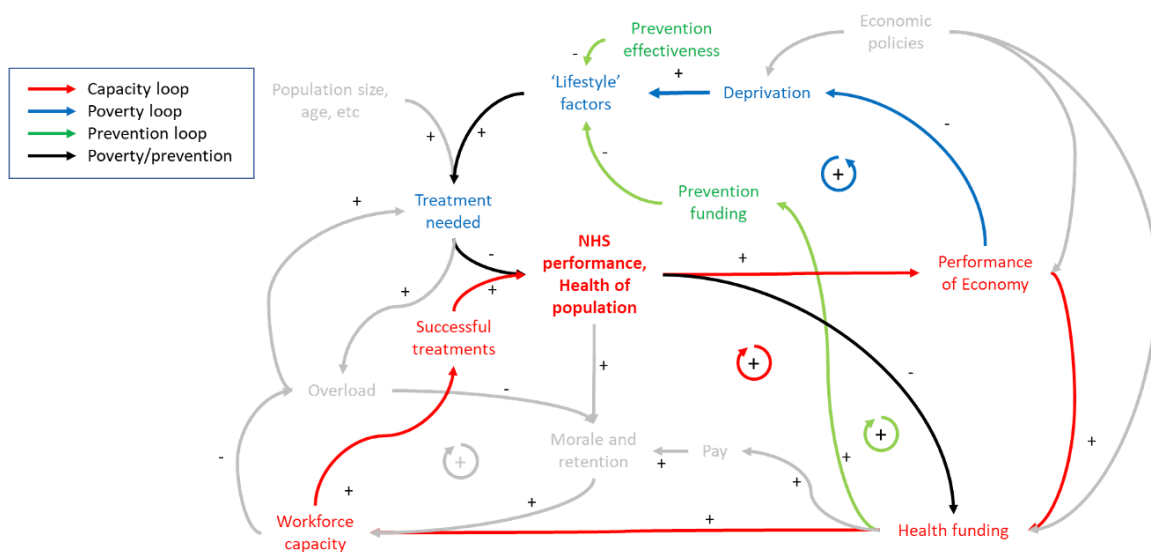 Capacity loop
Poverty loop
Prevention loop
Poverty/prevention
Population size,
age, etc
Prevention
effectiveness
Economic
policies
-
'Lifestyle'
factors
+
Deprivation
+
+
-
-
+
+
Treatment
needed
Prevention
funding
-
NHS
performance,
Health of
population
+
Performance
of Economy
+
+
Successful
treatments
+
+
-
Overload
-
+
+
-
+
Morale and
retention
+
Pay
+
+
+
+
+
+
Workforce
capacity
Health funding